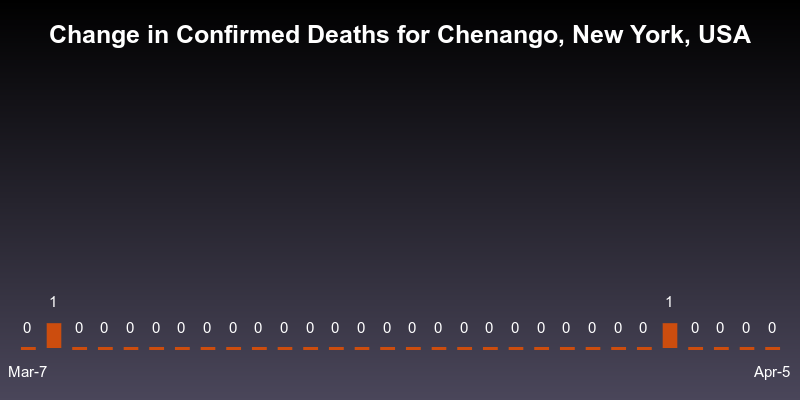 Change in Confirmed Deaths for Chenango, New York, USA
1 1
0 0 0 0 0 0 0 0 0 0 0 0 0 0 0 0 0 0 0 0 0 0 0 0 0 0 0 0
Mar-7 Apr-5